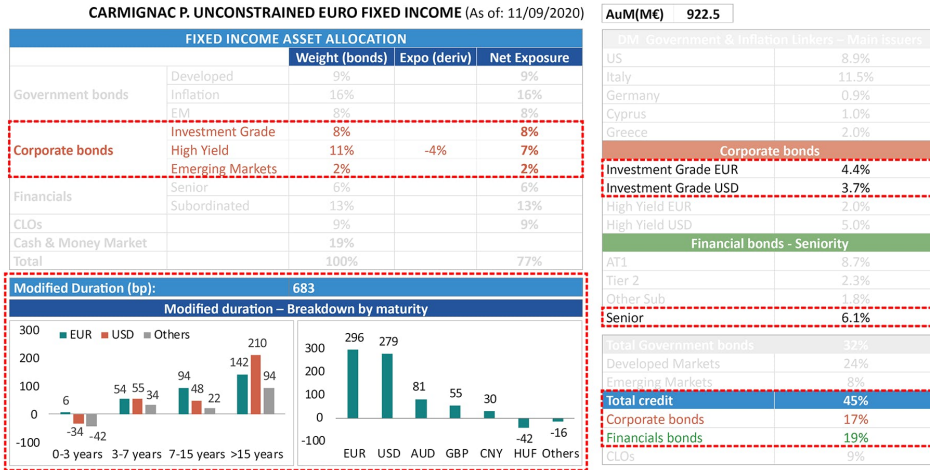 CARMIGNAC P. UNCONSTRAINED EURO FIXED INCOME (As of: 11/09/2020)
FIXED INCOME ASSET ALLOCATION
Weight (bonds) Expo (deriv) Net Exposure
Government bonds
Developed 9% 9%
Inflation 16% 16%
EM 8% 8%
Corporate bonds
Investment Grade 8% 8%
High Yield 11% -4% 7%
Emerging Markets 2% 2%
Financials
Senior 6% 6%
Subordinated 13% 13%
CLOs 9% 9%
Cash & Money Market 19%
Total 100% 77%
Modified Duration (bp): 683
Modified duration – Breakdown by maturity
EUR USD Others
300
200
100
0
-100
6 -34 -42
54 55 34
94 48 22
142 210 94
0-3 years 3-7 years 7-15 years >15 years
300
200
100
0
-100
296 279 81 55 30 -42 -16
EUR USD AUD GBP CNY HUF Others
AuM(M€) 922.5
DM Government & Inflation Linkers – Main issuers
US 8.9%
Italy 11.5%
Germany 0.9%
Cyprus 1.0%
Greece 2.0%
Corporate bonds
Investment Grade EUR 4.4%
Investment Grade USD 3.7%
High Yield EUR 2.0%
High Yield USD 5.0%
Financial bonds - Seniority
AT1 8.7%
Tier 2 2.3%
Other Sub 1.8%
Senior 6.1%
Total Government bonds 32%
Developed Markets 24%
Emerging Markets 8%
Total credit 45%
Corporate bonds 17%
Financials bonds 19%
CLOs 9%